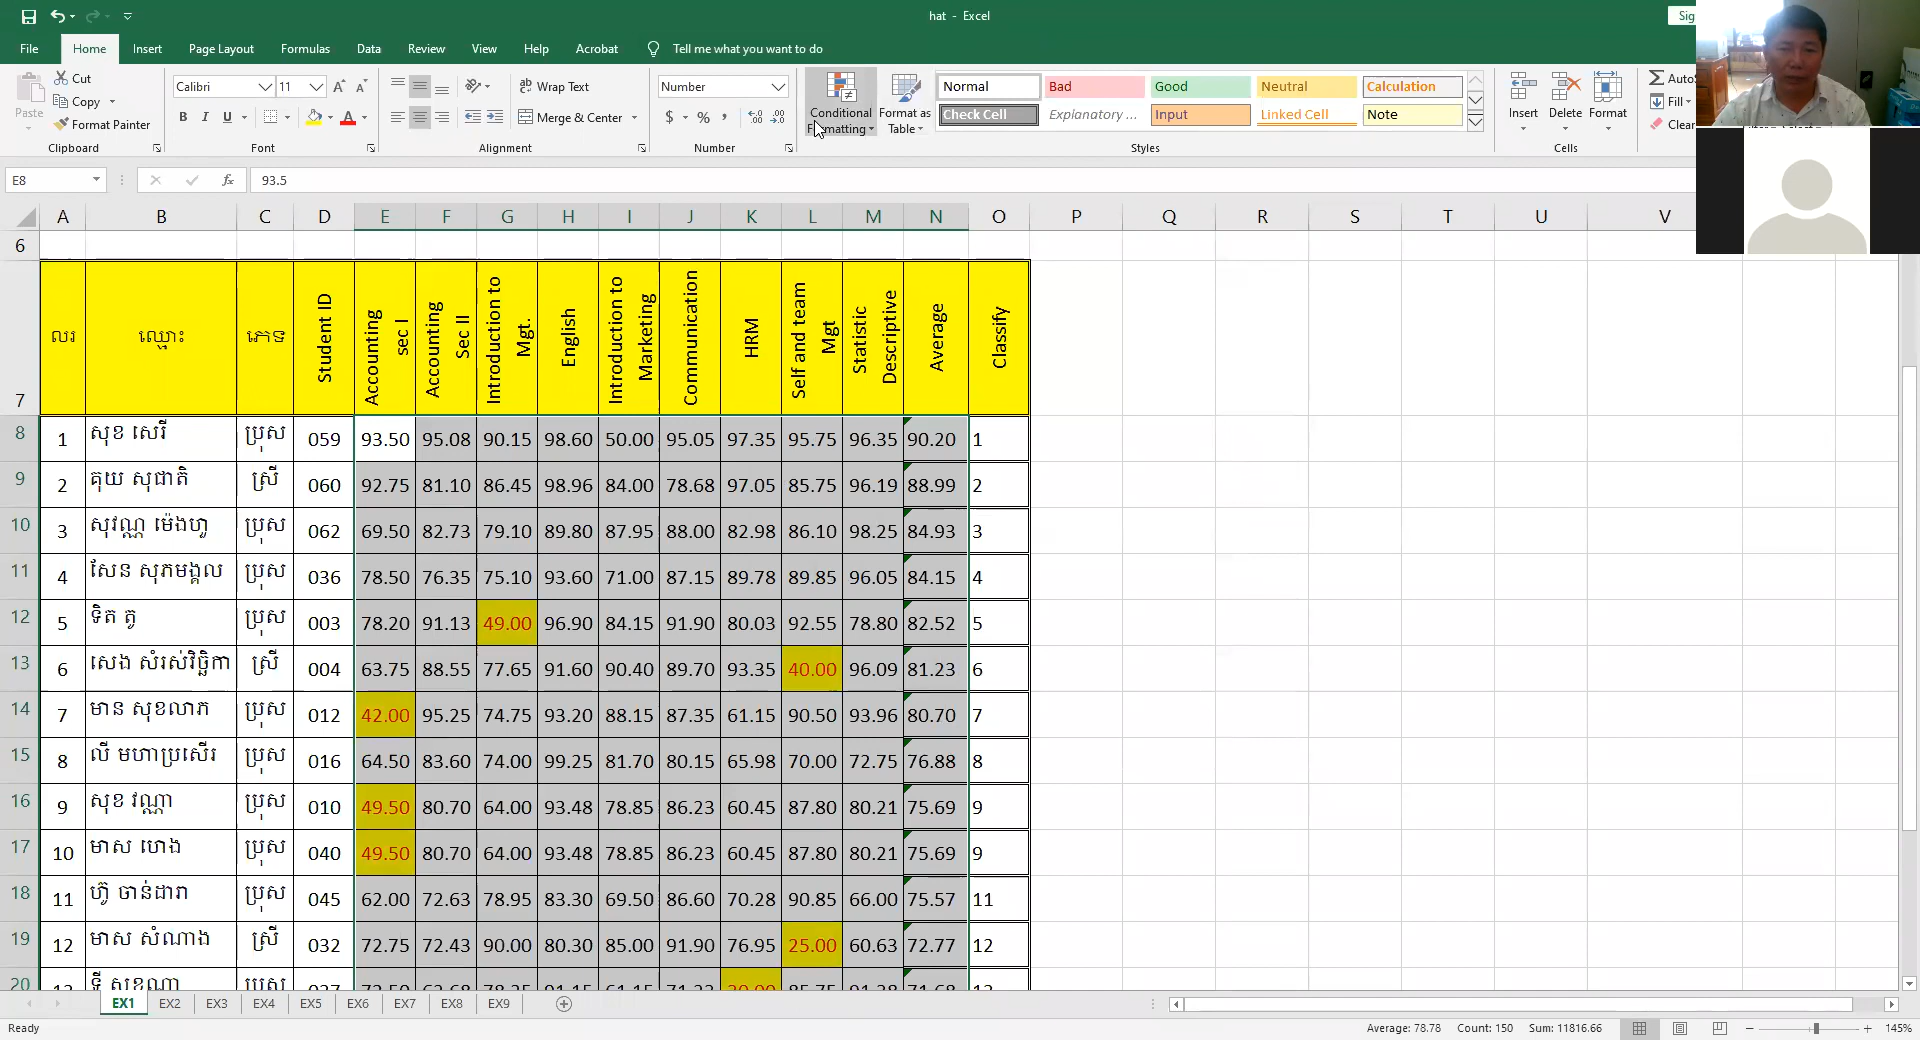 hat - Excel
Sig
File Home Insert Page Layout Formulas Data Review View Help Acrobat Tell me what you want to do
Cut
Copy
Format Painter
Paste
Clipboard
Calibri 11
B I U
Font
Wrap Text
Merge & Center
Alignment
Number
$ % ,
Number
Conditional Formatting
Format as Table
Normal Bad Good Neutral Calculation
Check Cell Explanatory ... Input Linked Cell Note
Styles
Insert Delete Format
Cells
Auto
Fill
Clear
E8 fx 93.5
A B C D E F G H I J K L M N O P Q R S T U V
6
7 លរ ឈ្មោះ ភេទ Student ID Accounting sec I Accounting Sec II Introduction to Mgt. English Introduction to Marketing Communication HRM Self and team Mgt Statistic Descriptive Average Classify
8 1 សុខ សេរី ប្រុស 059 93.50 95.08 90.15 98.60 50.00 95.05 97.35 95.75 96.35 90.20 1
9 2 គុយ សុជាតិ ស្រី 060 92.75 81.10 86.45 98.96 84.00 78.68 97.05 85.75 96.19 88.99 2
10 3 សុវណ្ណ ម៉េងហួ ប្រុស 062 69.50 82.73 79.10 89.80 87.95 88.00 82.98 86.10 98.25 84.93 3
11 4 សែន សុភមង្គល ប្រុស 036 78.50 76.35 75.10 93.60 71.00 87.15 89.78 89.85 96.05 84.15 4
12 5 ទិត តូ ប្រុស 003 78.20 91.13 49.00 96.90 84.15 91.90 80.03 92.55 78.80 82.52 5
13 6 សេង សំរស់វិច្ឆិកា ស្រី 004 63.75 88.55 77.65 91.60 90.40 89.70 93.35 40.00 96.09 81.23 6
14 7 មាន សុខលាភ ប្រុស 012 42.00 95.25 74.75 93.20 88.15 87.35 61.15 90.50 93.96 80.70 7
15 8 លី មហាប្រសើរ ប្រុស 016 64.50 83.60 74.00 99.25 81.70 80.15 65.98 70.00 72.75 76.88 8
16 9 សុខ វណ្ណា ប្រុស 010 49.50 80.70 64.00 93.48 78.85 86.23 60.45 87.80 80.21 75.69 9
17 10 មាស ហេង ប្រុស 040 49.50 80.70 64.00 93.48 78.85 86.23 60.45 87.80 80.21 75.69 9
18 11 ហ៊ូ ចាន់ដារា ប្រុស 045 62.00 72.63 78.95 83.30 69.50 86.60 70.28 90.85 66.00 75.57 11
19 12 មាស សំណាង ស្រី 032 72.75 72.43 90.00 80.30 85.00 91.90 76.95 25.00 60.63 72.77 12
20
EX1 EX2 EX3 EX4 EX5 EX6 EX7 EX8 EX9
Ready Average: 78.78 Count: 150 Sum: 11816.66 145%